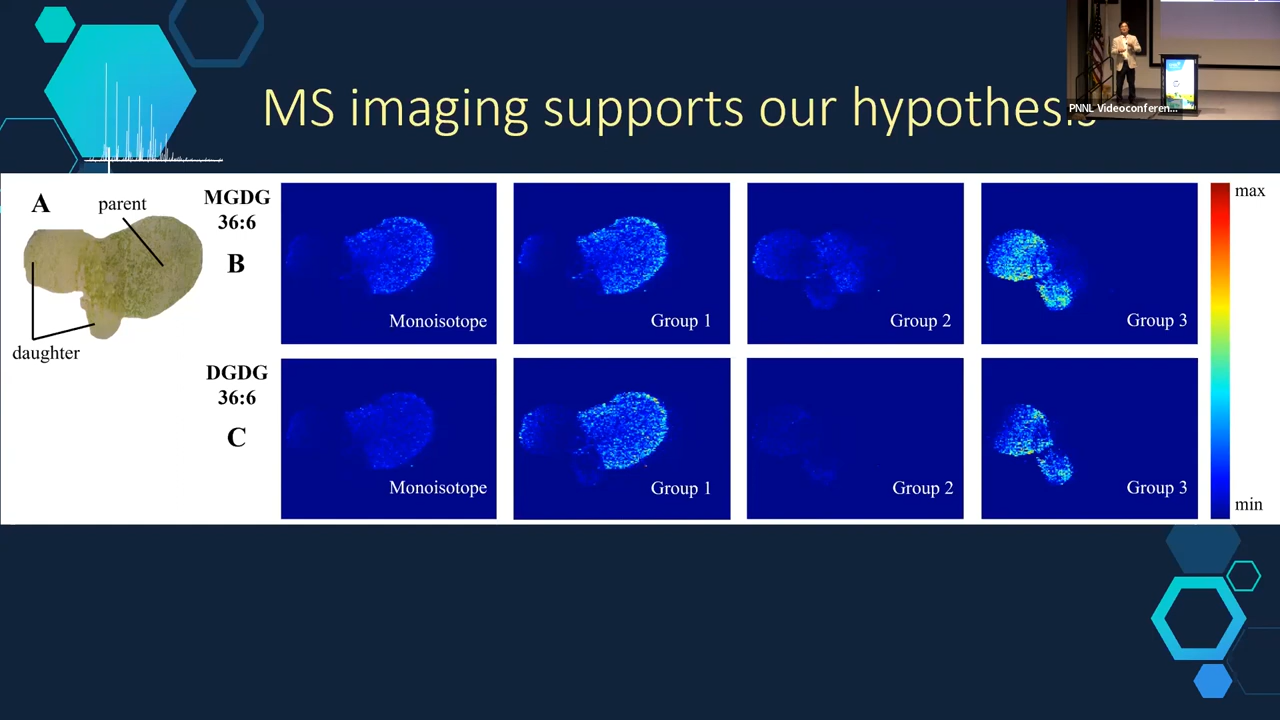 PNNL Videoconferen...
MS imaging supports our hypothesis
A
parent
daughter
MGDG
36:6
B
Monoisotope
Group 1
Group 2
Group 3
DGDG
36:6
C
Monoisotope
Group 1
Group 2
Group 3
max
min